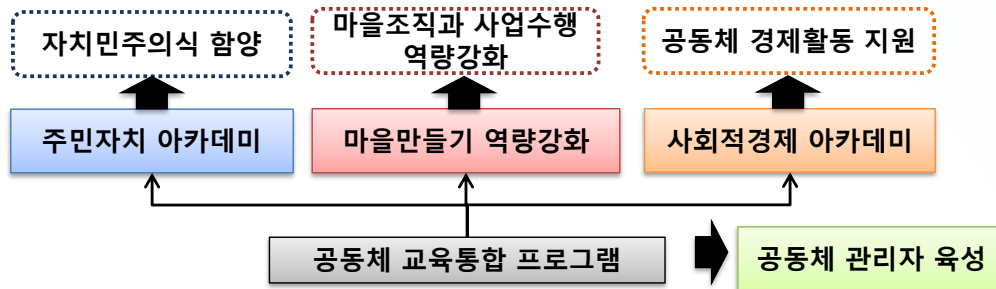 자치민주의식 함양
마을조직과 사업수행
역량강화
공동체 경제활동 지원
주민자치 아카데미
마을만들기 역량강화
사회적경제 아카데미
공동체 교육통합 프로그램
공동체 관리자 육성